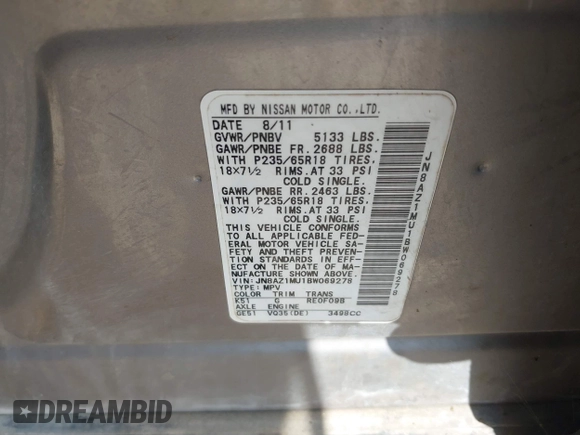 MFD BY NISSAN MOTOR CO.,LTD.
DATE 8/11
GVWR/PNBV 5133 LBS.
GAWR/PNBE FR. 2688 LBS.
WITH P235/65R18 TIRES.
18×7½ RIMS.AT 33 PSI
COLD SINGLE.
GAWR/PNBE RR. 2463 LBS.
WITH P235/65R18 TIRES.
18×7½ RIMS.AT 33 PSI
COLD SINGLE.
THIS VEHICLE CONFORMS
TO ALL APPLICABLE FED-
ERAL MOTOR VEHICLE SA-
FETY AND THEFT PREVEN-
TION STANDARDS IN EFF-
ECT ON THE DATE OF MA-
NUFACTURE SHOWN ABOVE.
VIN:JN8AZ1MU1BW069278
TYPE:MPV
COLOR TRIM TRANS
K51 G RE0F09B
AXLE ENGINE
GE51 VQ35(DE) 3498CC
JN8AZ1MU1BW069278
DREAMBID